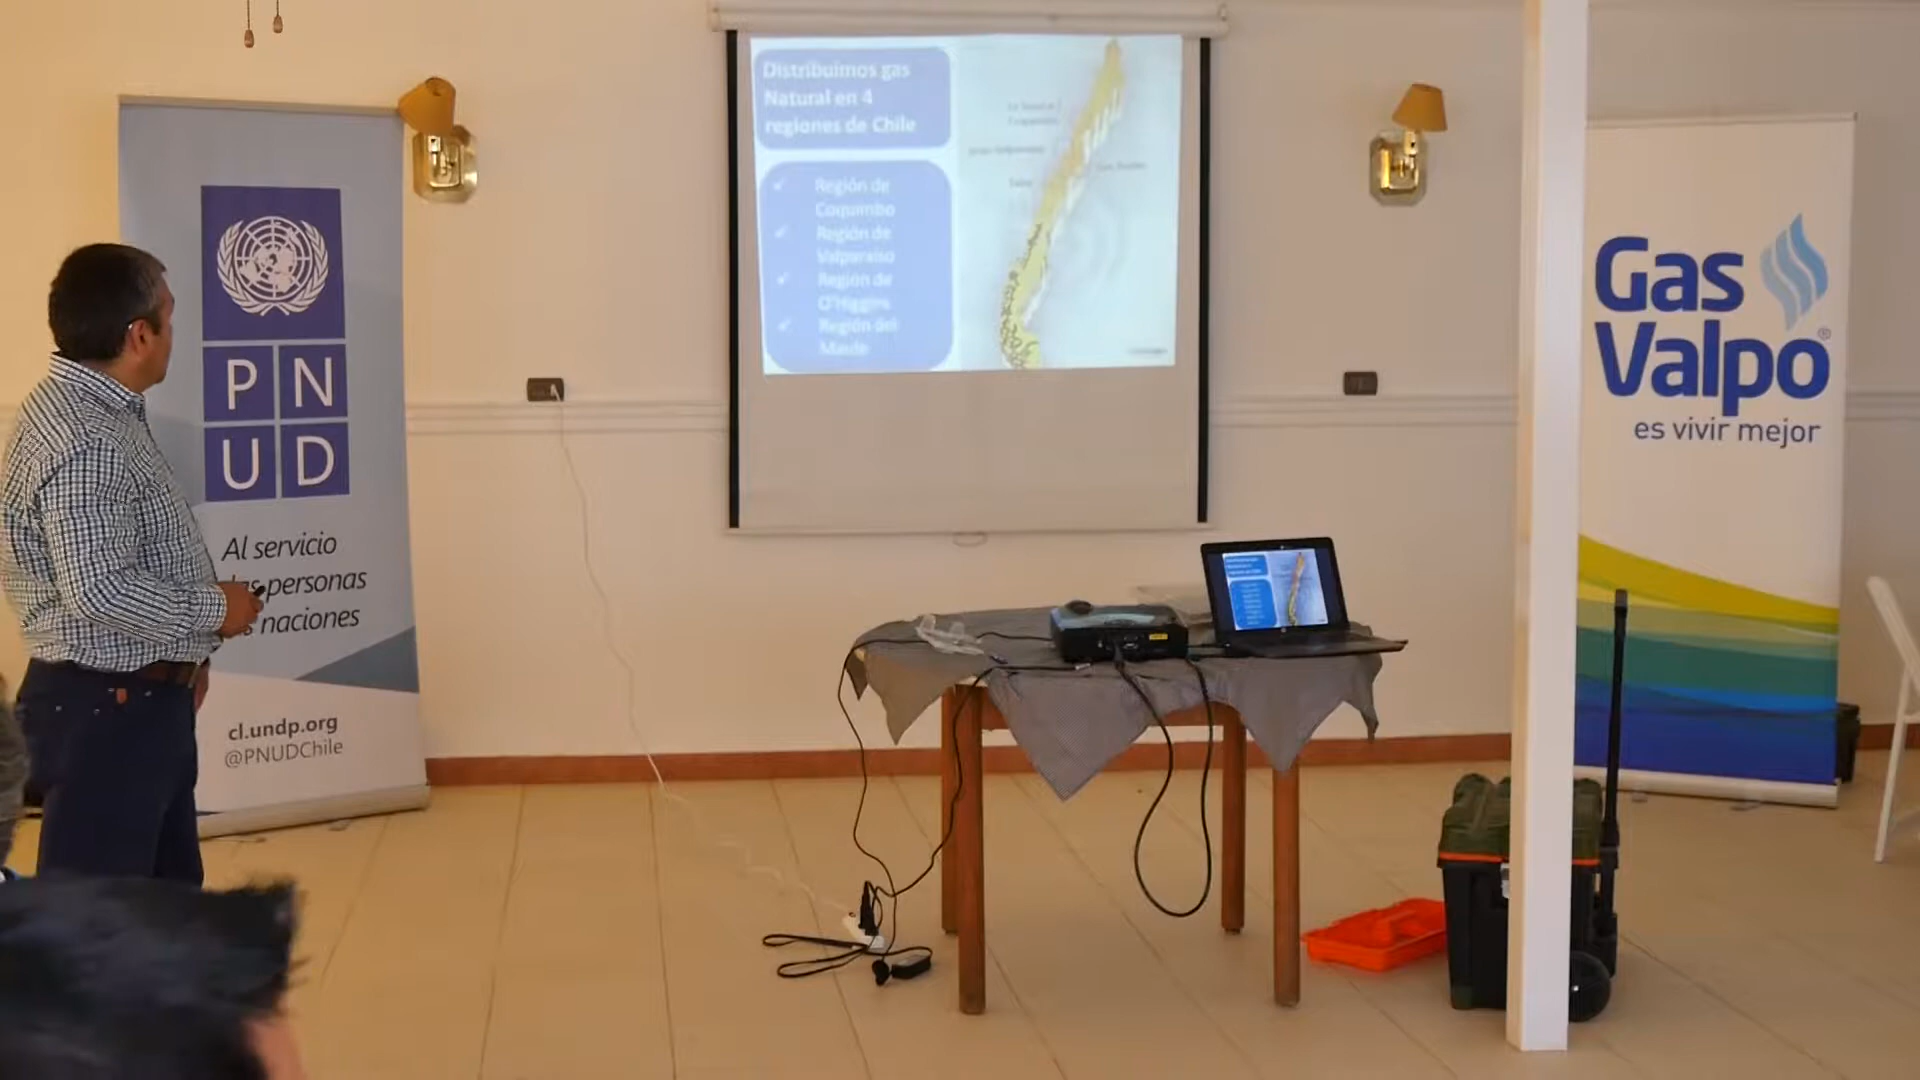 PN
UD
Al servicio
personas
naciones
cl.undp.org
@PNUDChile
Distribuimos gas
Natural en 4
regiones de Chile
✓ Región de
Coquimbo
✓ Región de
Valparaíso
✓ Región de
O'Higgins
✓ Región del
Maule
Gas
Valpo®
es vivir mejor